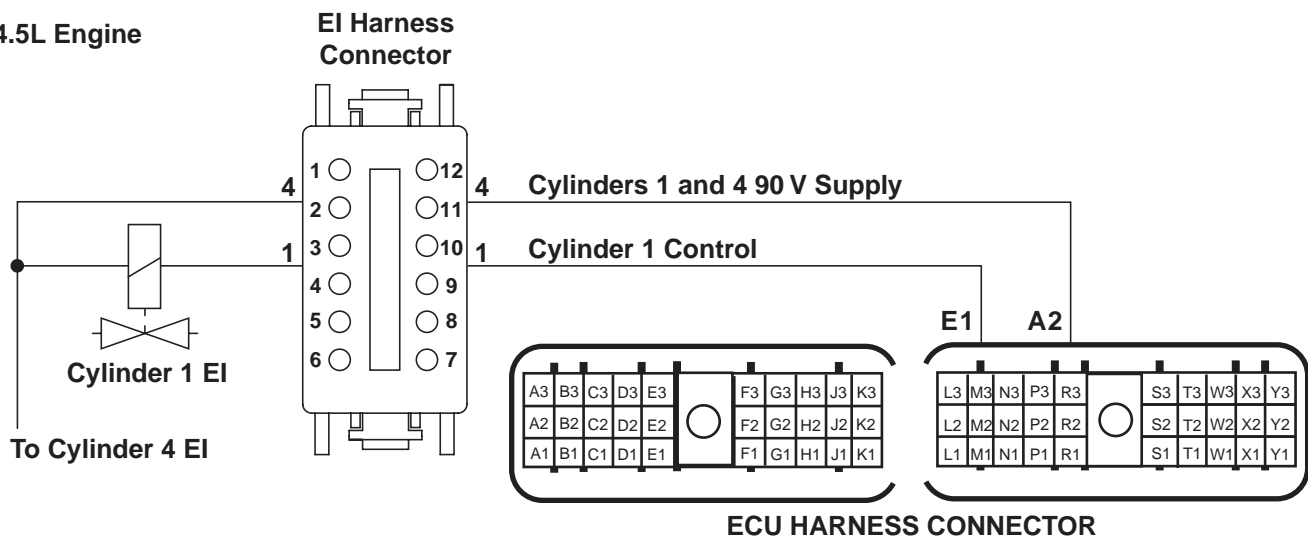 4.5L Engine
EI Harness
Connector
1 12
4 4 Cylinders 1 and 4 90 V Supply
2 11
1 3 10 1 Cylinder 1 Control
4 9
5 8
6 7
Cylinder 1 EI
To Cylinder 4 EI
E1 A2
A3 B3 C3 D3 E3 F3 G3 H3 J3 K3 L3 M3 N3 P3 R3 S3 T3 W3 X3 Y3
A2 B2 C2 D2 E2 F2 G2 H2 J2 K2 L2 M2 N2 P2 R2 S2 T2 W2 X2 Y2
A1 B1 C1 D1 E1 F1 G1 H1 J1 K1 L1 M1 N1 P1 R1 S1 T1 W1 X1 Y1
ECU HARNESS CONNECTOR